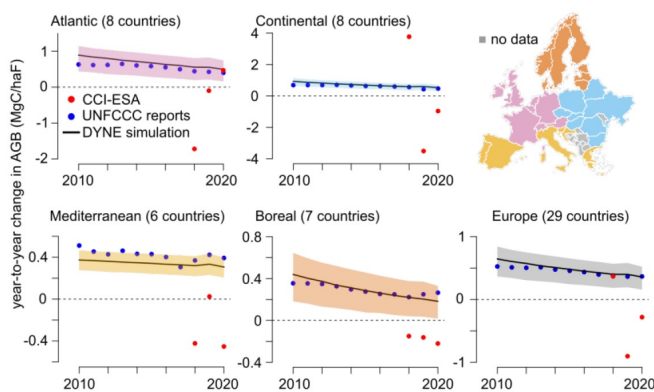 Atlantic (8 countries)
Continental (8 countries)
no data
year-to-year change in AGB (MgC/haF)
1
0
-1
-2
CCI-ESA
UNFCCC reports
DYNE simulation
2010
2020
4
2
0
-2
-4
2010
2020
Mediterranean (6 countries)
Boreal (7 countries)
Europe (29 countries)
0.4
0
-0.4
2010
2020
0.8
0.4
0
-0.4
2010
2020
1
0
-1
2010
2020